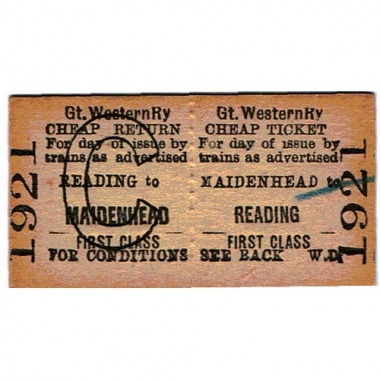 Gt. Western Ry Gt. Western Ry
CHEAP RETURN CHEAP TICKET
For day of issue by For day of issue by
trains as advertised trains as advertised
READING to MAIDENHEAD to
MAIDENHEAD READING
FIRST CLASS FIRST CLASS
FOR CONDITIONS SEE BACK W.D
C
1921
1921